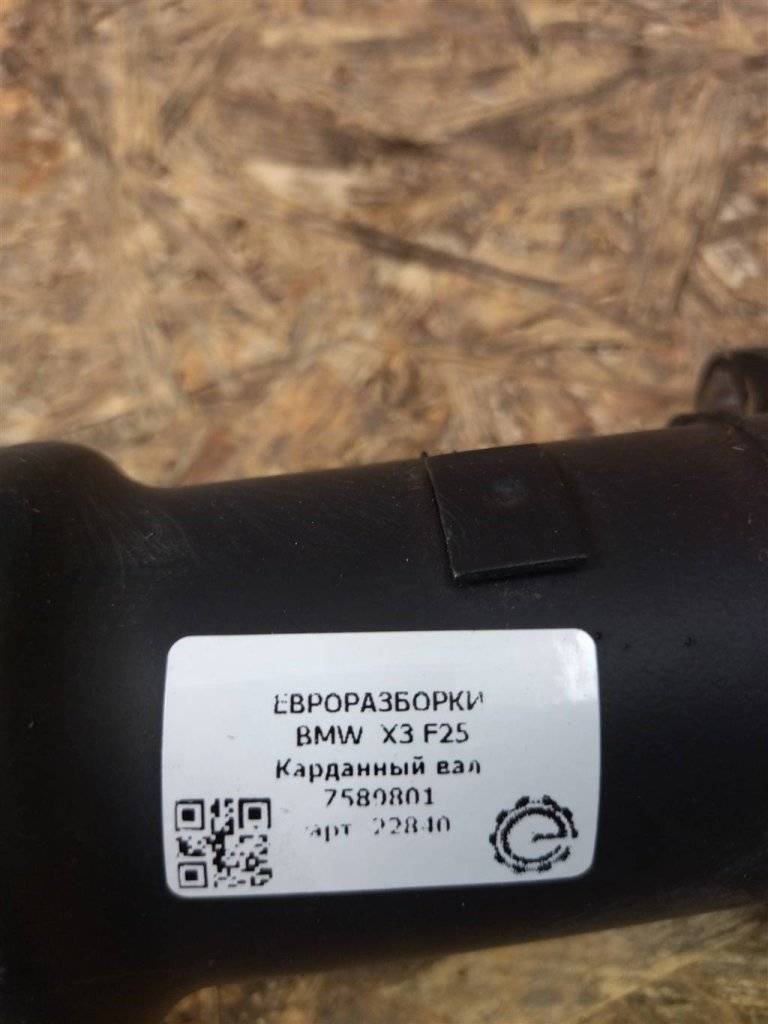 ЕВРОРАЗБОРКИ
BMW X3 F25
Карданный вал
7589801
арт 22840